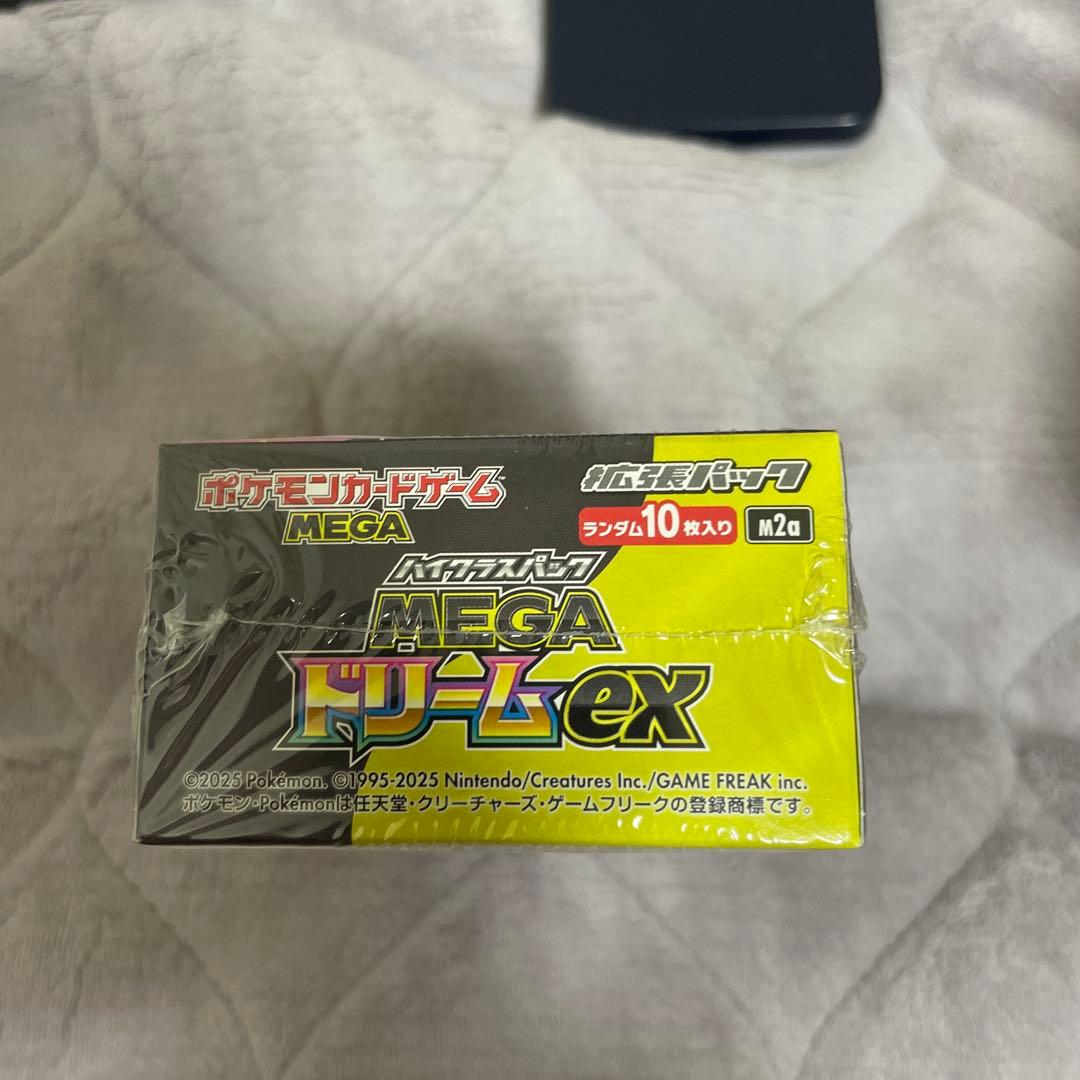 ポケモンカードゲーム
MEGA
拡張パック
ランダム10枚入り M2a
ハイクラスパック
MEGA
ドリームex
©2025 Pokémon. ©1995-2025 Nintendo/Creatures Inc./GAME FREAK inc.
ポケモン・Pokémonは任天堂・クリーチャーズ・ゲームフリークの登録商標です。